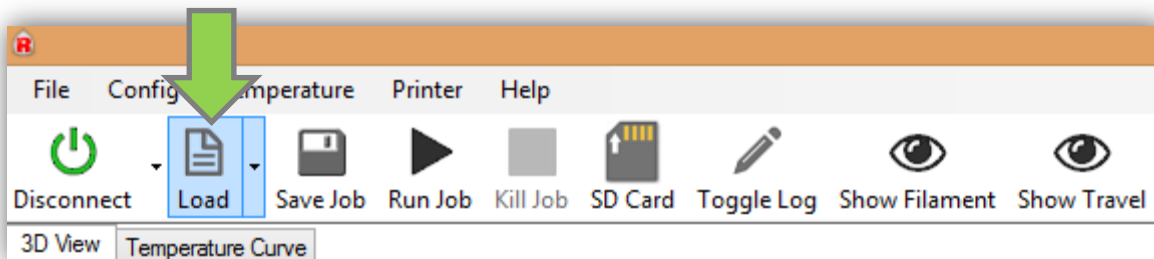 R
File Config mperature Printer Help
Disconnect Load Save Job Run Job Kill Job SD Card Toggle Log Show Filament Show Travel
3D View Temperature Curve